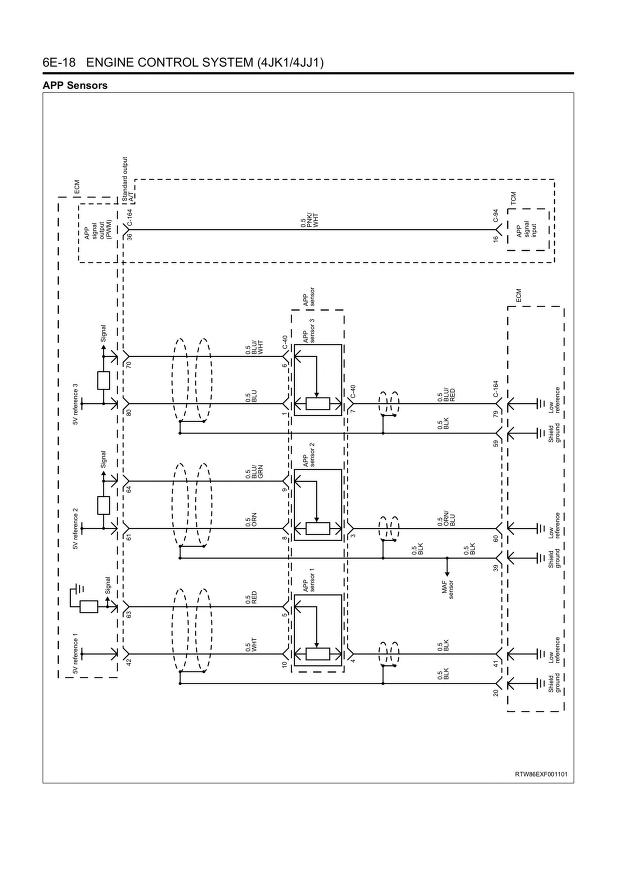 6E-18 ENGINE CONTROL SYSTEM (4JK1/4JJ1)
APP Sensors
ECM
Standard output
A/T
APP
signal
output
(PWM)
36
C-164
0.5
PNK/
WHT
16
C-94
TCM
APP
signal
input
5V reference 3
Signal
80
70
0.5
BLU
0.5
BLU/
WHT
1
6
C-40
APP
sensor 3
APP
sensor
7
C-40
0.5
BLK
0.5
BLU/
RED
59
79
C-164
ECM
Shield
ground
Low
reference
5V reference 2
Signal
61
64
0.5
ORN
0.5
BLU/
GRN
8
9
APP
sensor 2
3
0.5
BLK
0.5
BLK
0.5
ORN/
BLU
MAF
sensor
39
60
Shield
ground
Low
reference
5V reference 1
Signal
42
63
0.5
WHT
0.5
RED
10
5
APP
sensor 1
4
0.5
BLK
0.5
BLK
20
41
Shield
ground
Low
reference
RTW86EXF001101